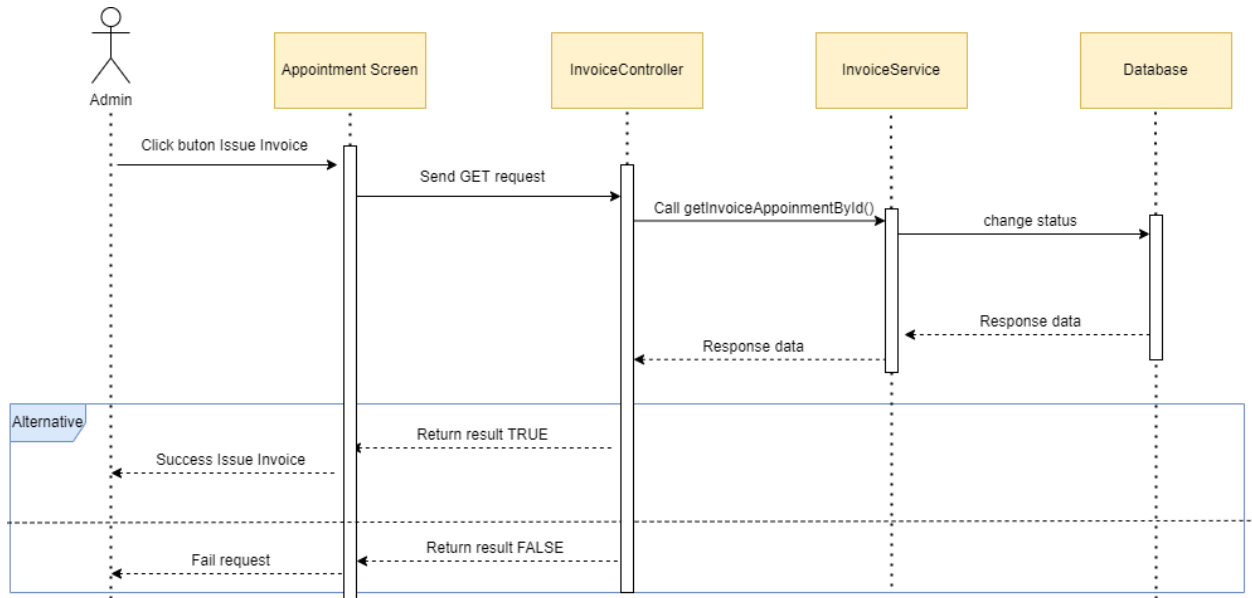 Admin
Appointment Screen
InvoiceController
InvoiceService
Database
Click buton Issue Invoice
Send GET request
Call getInvoiceAppoinmentById()
change status
Response data
Response data
Alternative
Return result TRUE
Success Issue Invoice
Return result FALSE
Fail request